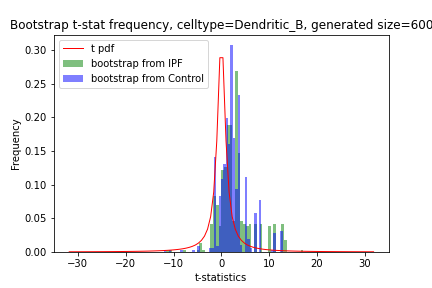 Bootstrap t-stat frequency, celltype=Dendritic_B, generated size=600
t pdf
bootstrap from IPF
bootstrap from Control
Frequency
0.30
0.25
0.20
0.15
0.10
0.05
0.00
−30 −20 −10 0 10 20 30
t-statistics